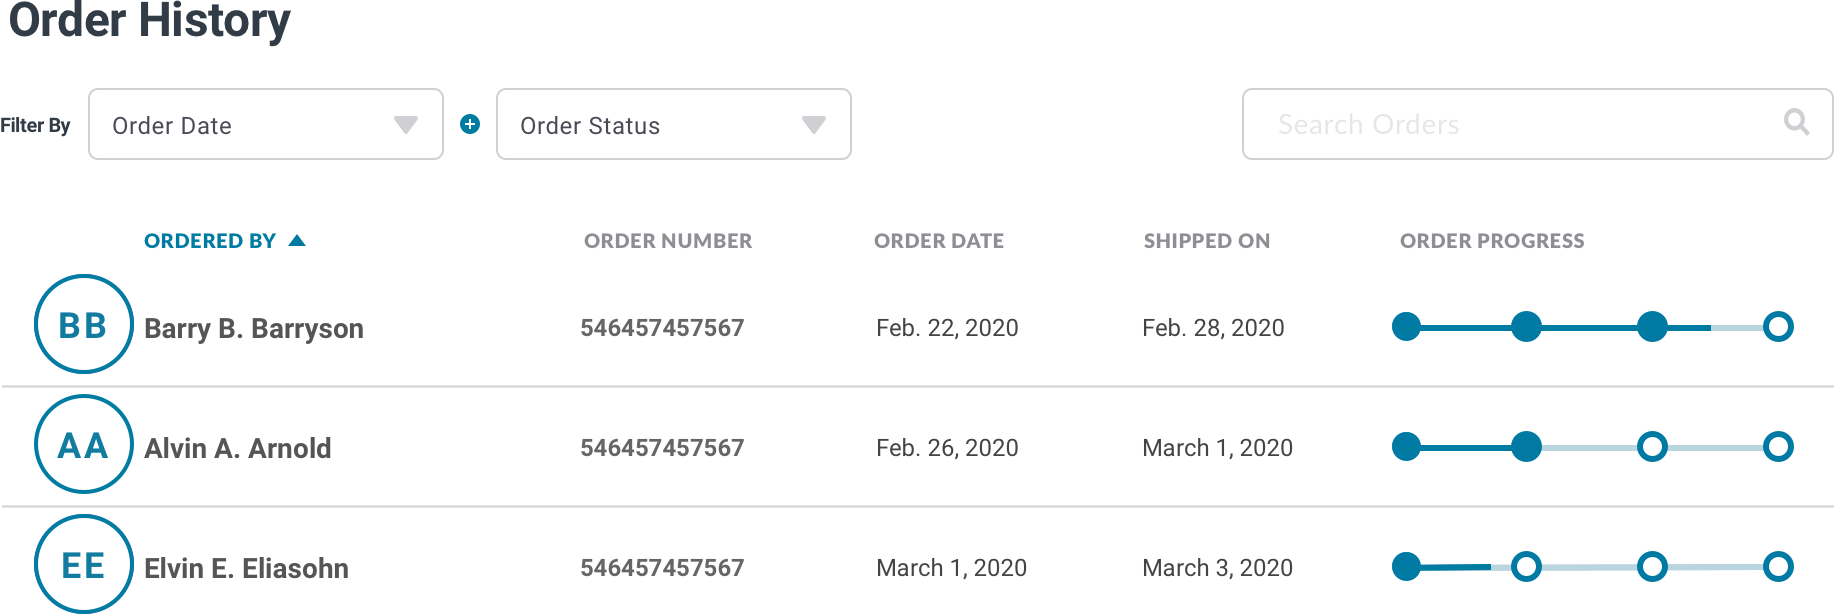 Order History
Filter By Order Date Order Status Search Orders
ORDERED BY ORDER NUMBER ORDER DATE SHIPPED ON ORDER PROGRESS
BB Barry B. Barryson 546457457567 Feb. 22, 2020 Feb. 28, 2020
AA Alvin A. Arnold 546457457567 Feb. 26, 2020 March 1, 2020
EE Elvin E. Eliasohn 546457457567 March 1, 2020 March 3, 2020